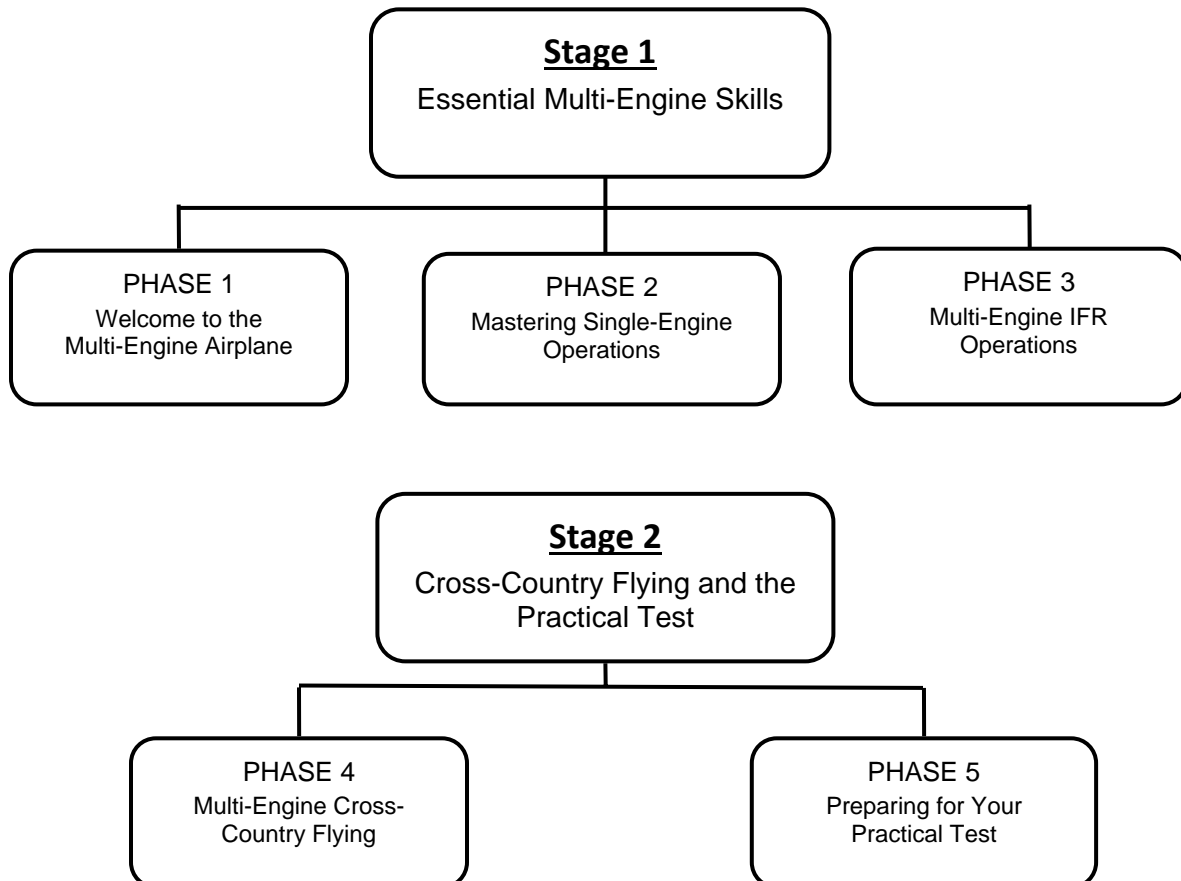 Stage 1
Essential Multi-Engine Skills
PHASE 1
Welcome to the
Multi-Engine Airplane
PHASE 2
Mastering Single-Engine
Operations
PHASE 3
Multi-Engine IFR
Operations
Stage 2
Cross-Country Flying and the
Practical Test
PHASE 4
Multi-Engine Cross-
Country Flying
PHASE 5
Preparing for Your
Practical Test